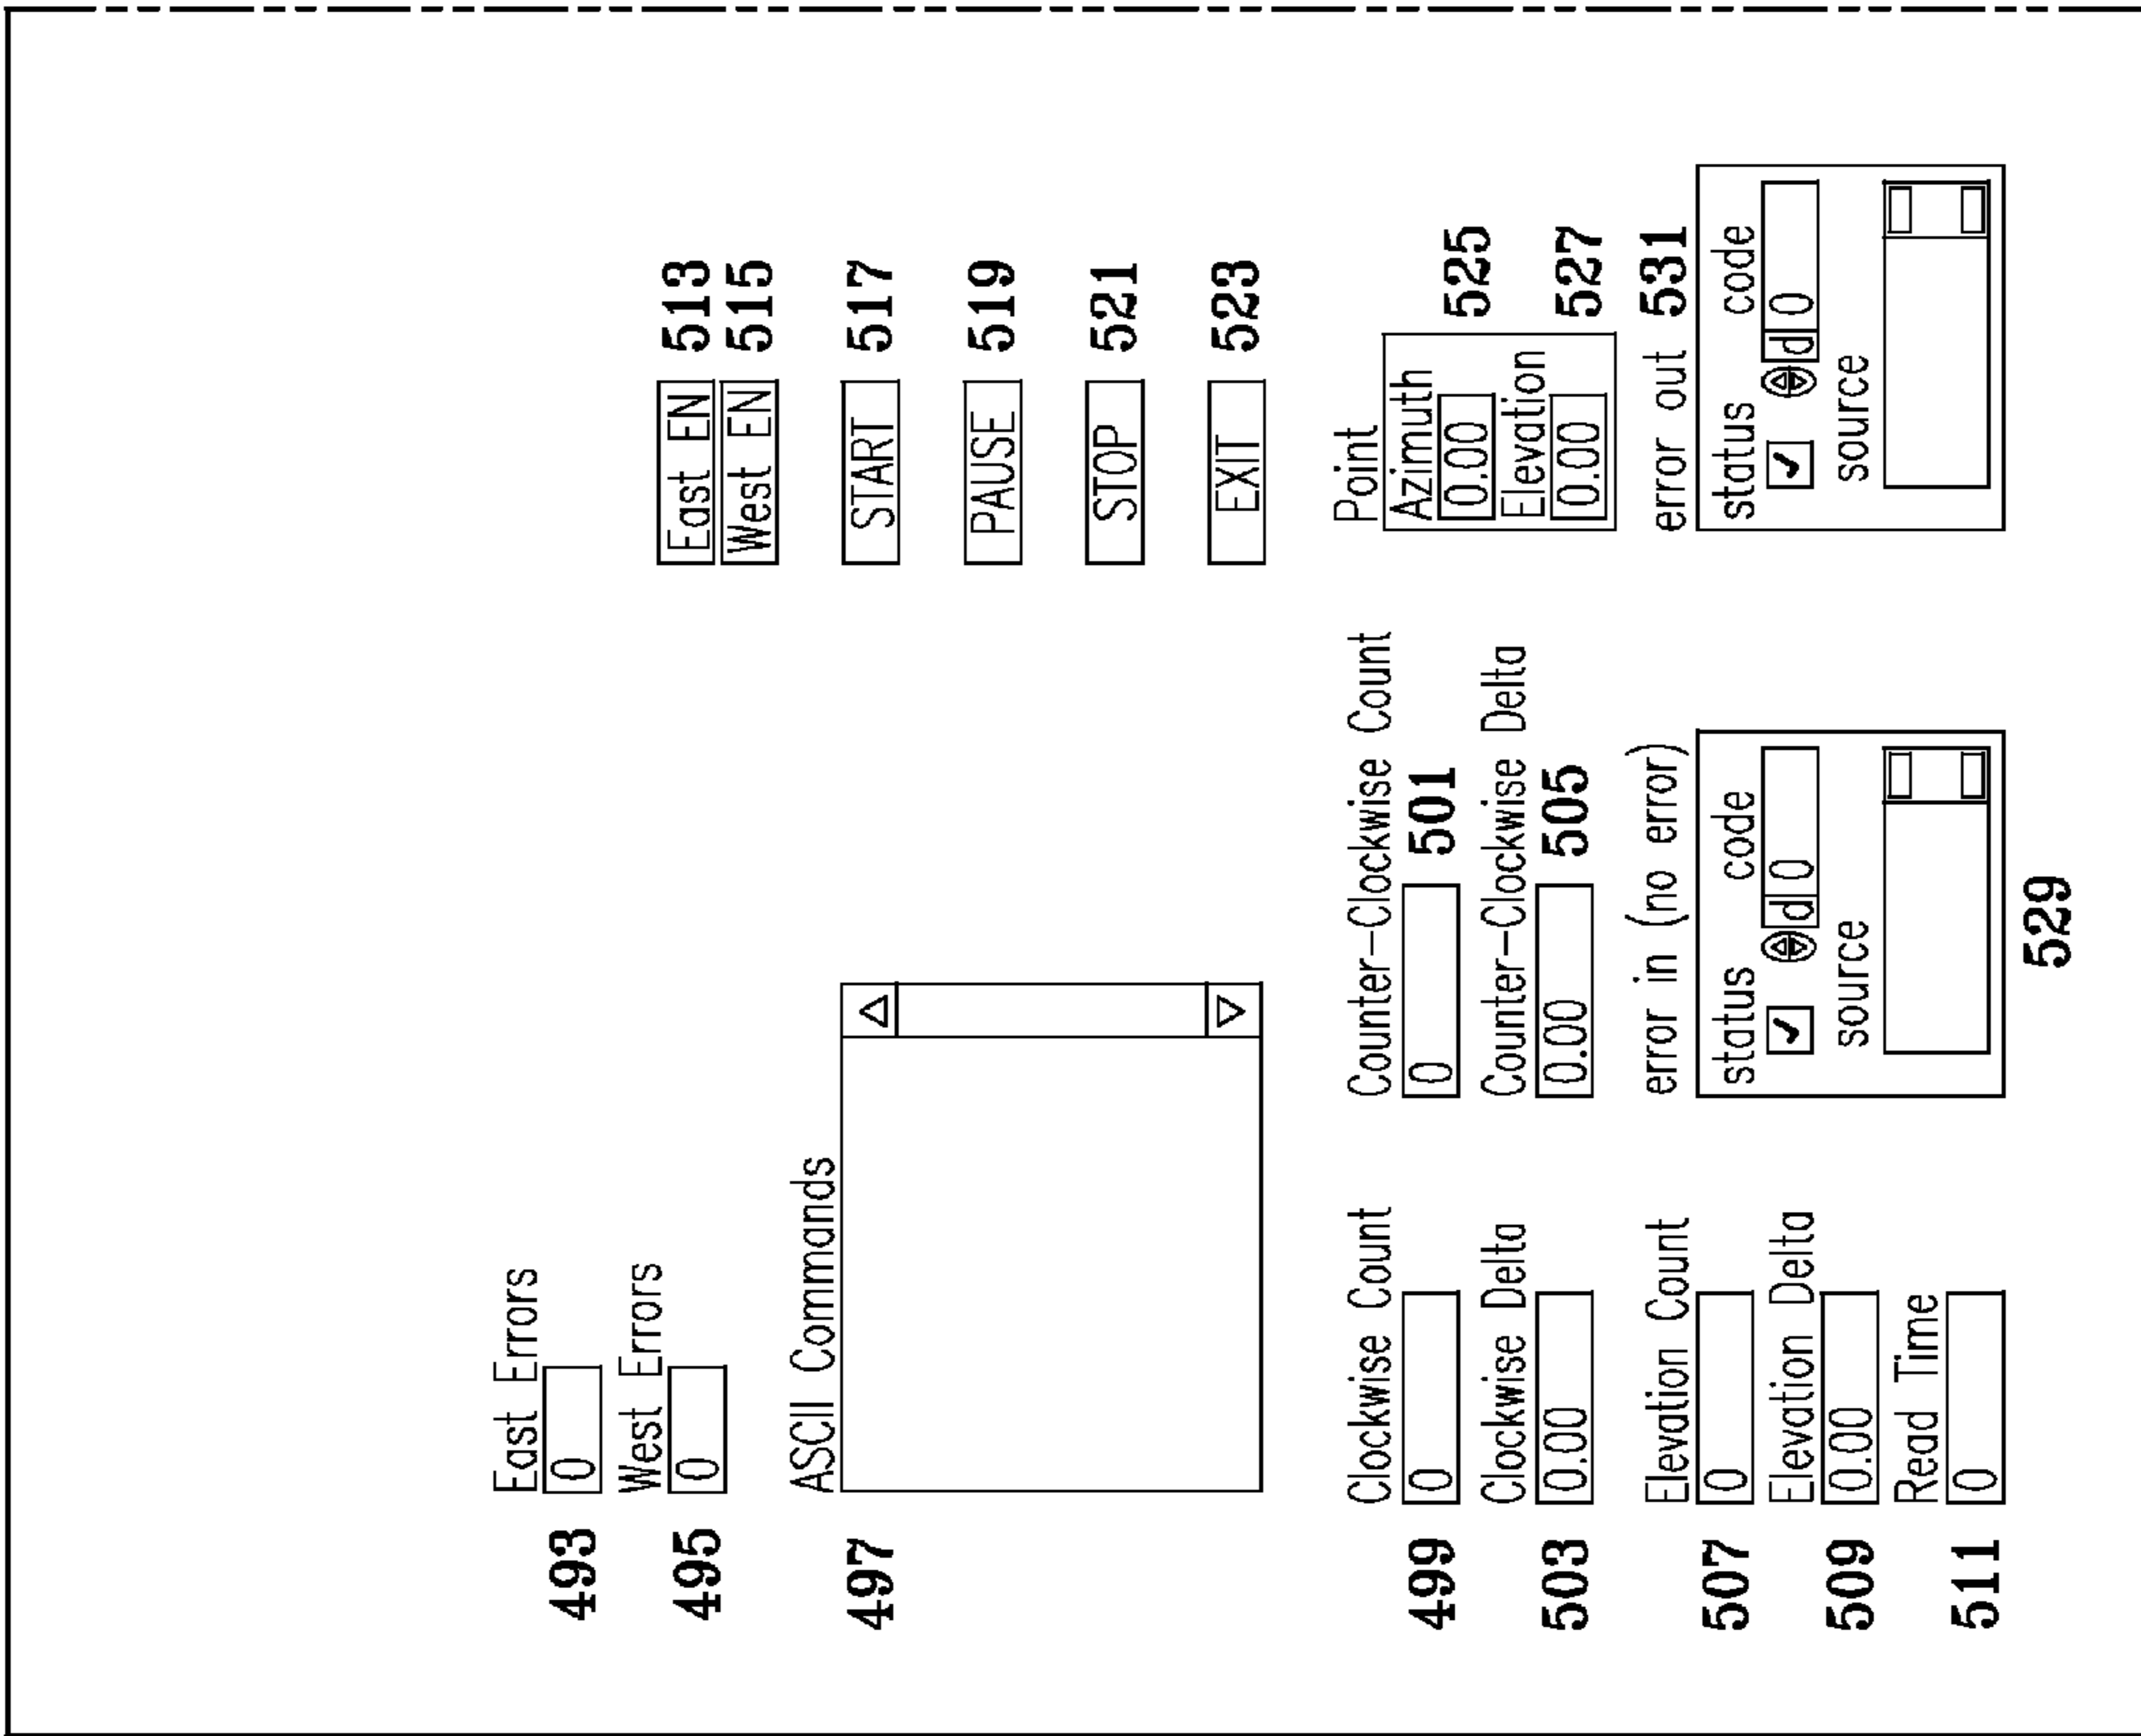 East Errors
493 0
West Errors
495 0
East EN 513
West EN 515
ASCII Commands
497
START 517
PAUSE 519
STOP 521
EXIT 523
Clockwise Count
499 0
Counter-Clockwise Count
0 501
Clockwise Delta
503 0.00
Counter-Clockwise Delta
0.00 505
Point
Azimuth
0.00 525
Elevation
0.00 527
Elevation Count
507 0
Elevation Delta
509 0.00
Read Time
511 0
error in (no error)
status code
d 0
source
529
error out 531
status code
d 0
source